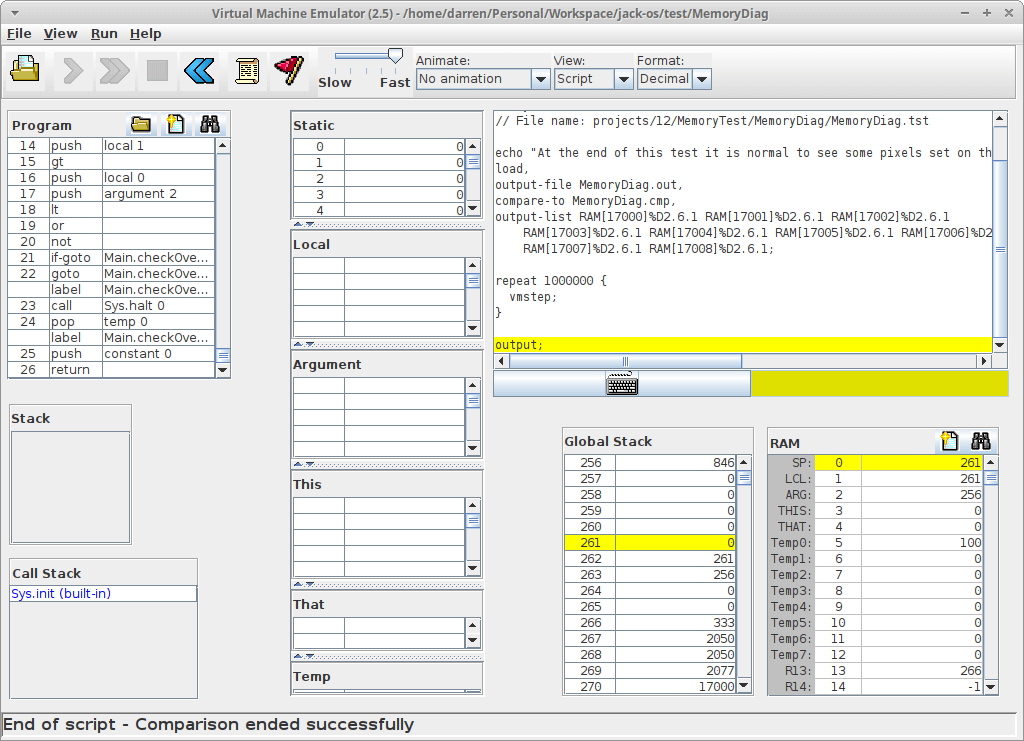 Virtual Machine Emulator (2.5) - /home/darren/Personal/Workspace/jack-os/test/MemoryDiag
File View Run Help
Slow Fast
Animate: View: Format:
No animation Script Decimal
Program
14 push local 1
15 gt
16 push local 0
17 push argument 2
18 lt
19 or
20 not
21 if-goto Main.checkOve...
22 goto Main.checkOve...
label Main.checkOve...
23 call Sys.halt 0
24 pop temp 0
label Main.checkOve...
25 push constant 0
26 return
Stack
Call Stack
Sys.init (built-in)
Static
0 0
1 0
2 0
3 0
4 0
Local
Argument
This
That
Temp
// File name: projects/12/MemoryTest/MemoryDiag/MemoryDiag.tst
echo "At the end of this test it is normal to see some pixels set on th
load,
output-file MemoryDiag.out,
compare-to MemoryDiag.cmp,
output-list RAM[17000]%D2.6.1 RAM[17001]%D2.6.1 RAM[17002]%D2.6.1
RAM[17003]%D2.6.1 RAM[17004]%D2.6.1 RAM[17005]%D2.6.1 RAM[17006]%D2
RAM[17007]%D2.6.1 RAM[17008]%D2.6.1;
repeat 1000000 {
vmstep;
}
output;
Global Stack
256 846
257 0
258 0
259 0
260 0
261 0
262 261
263 256
264 0
265 0
266 333
267 2050
268 2050
269 2077
270 17000
RAM
SP: 0 261
LCL: 1 261
ARG: 2 256
THIS: 3 0
THAT: 4 0
Temp0: 5 100
Temp1: 6 0
Temp2: 7 0
Temp3: 8 0
Temp4: 9 0
Temp5: 10 0
Temp6: 11 0
Temp7: 12 0
R13: 13 266
R14: 14 -1
End of script - Comparison ended successfully